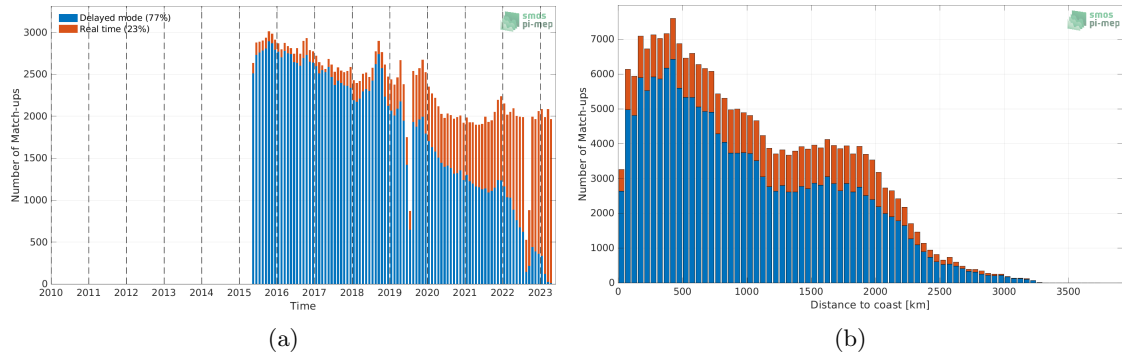 Delayed mode (77%)
Real time (23%)
smos
pi-mep
Number of Match-ups
3000
2500
2000
1500
1000
500
0
2010 2011 2012 2013 2014 2015 2016 2017 2018 2019 2020 2021 2022 2023
Time
(a)
smos
pi-mep
Number of Match-ups
7000
6000
5000
4000
3000
2000
1000
0
0 500 1000 1500 2000 2500 3000 3500
Distance to coast [km]
(b)